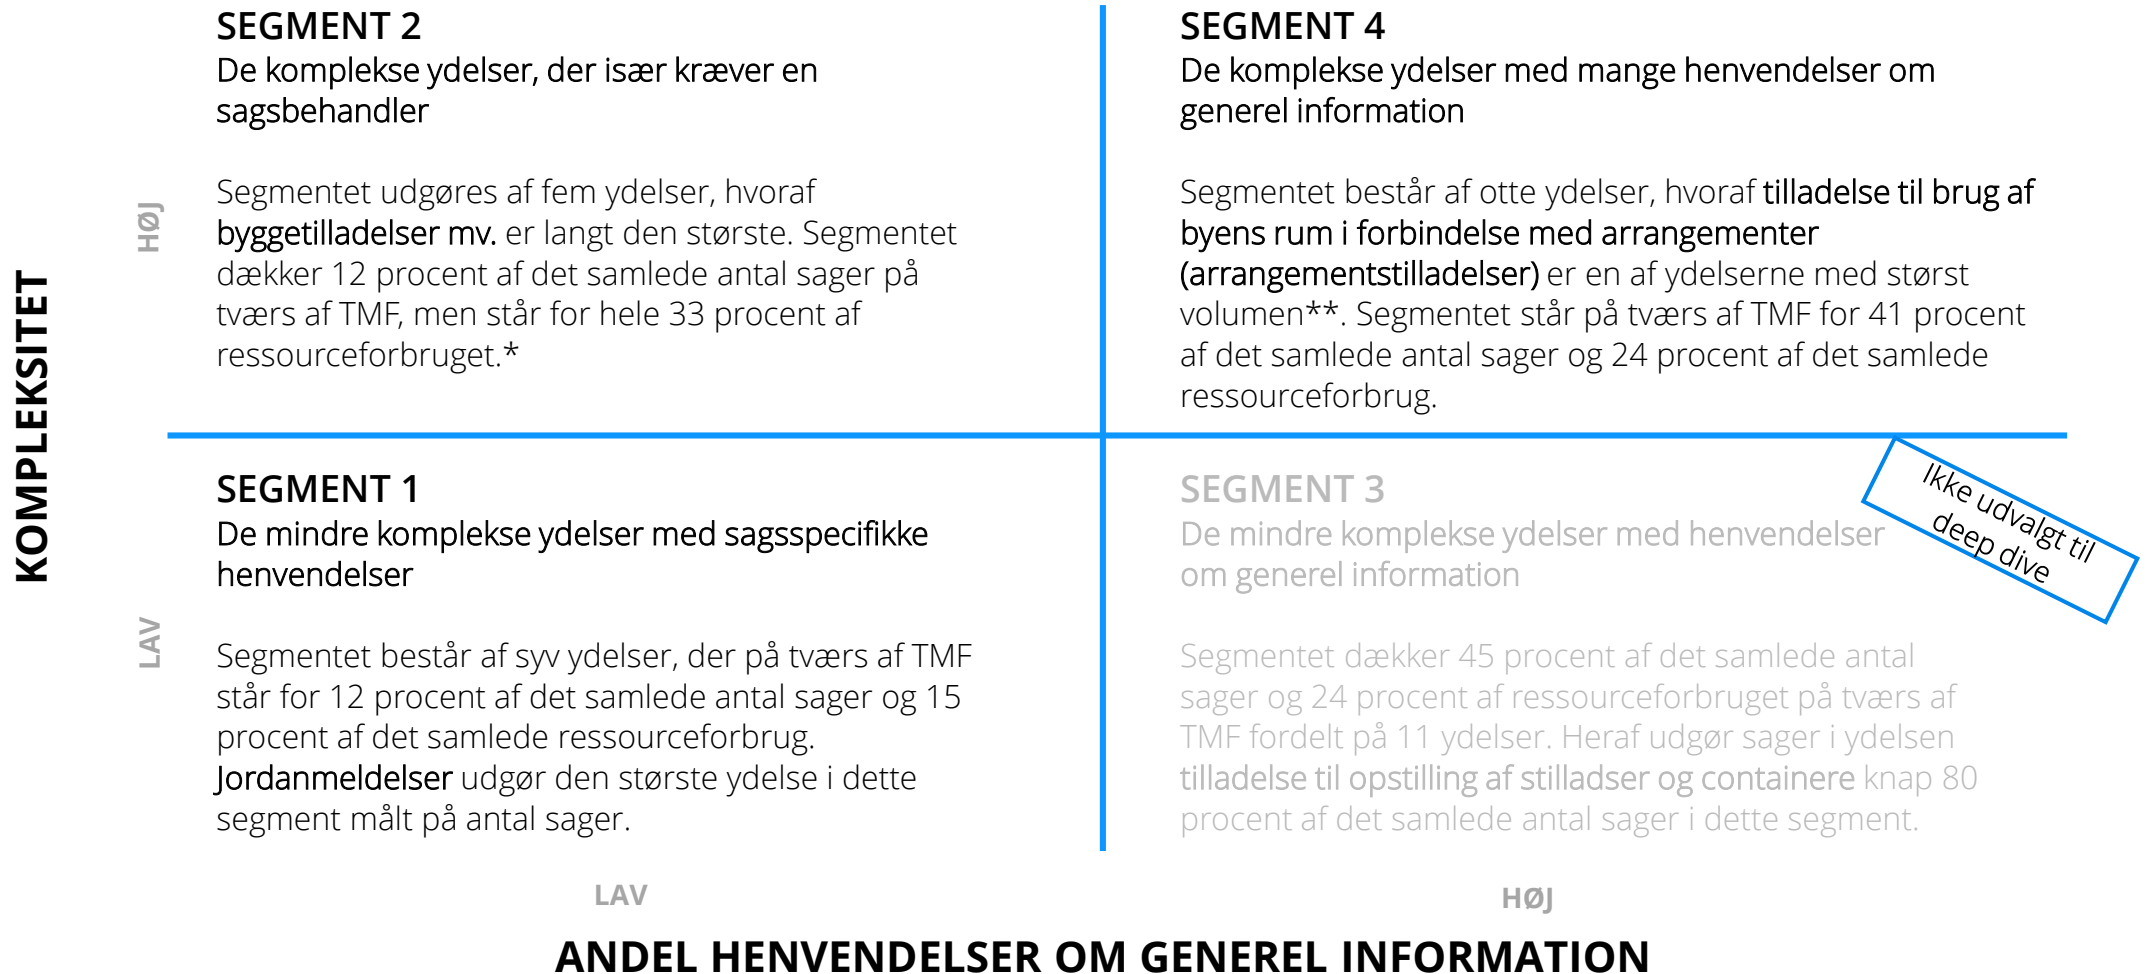 SEGMENT 2
De komplekse ydelser, der især kræver en
sagsbehandler
Segmentet udgøres af fem ydelser, hvoraf
byggetilladelser mv. er langt den største. Segmentet
dækker 12 procent af det samlede antal sager på
tværs af TMF, men står for hele 33 procent af
ressourceforbruget.*
SEGMENT 4
De komplekse ydelser med mange henvendelser om
generel information
Segmentet består af otte ydelser, hvoraf tilladelse til brug af
byens rum i forbindelse med arrangementer
(arrangementstilladelser) er en af ydelserne med størst
volumen**. Segmentet står på tværs af TMF for 41 procent
af det samlede antal sager og 24 procent af det samlede
ressourceforbrug.
HØJ
KOMPLEKSITET
LAV
SEGMENT 1
De mindre komplekse ydelser med sagsspecifikke
henvendelser
Segmentet består af syv ydelser, der på tværs af TMF
står for 12 procent af det samlede antal sager og 15
procent af det samlede ressourceforbrug.
Jordanmeldelser udgør den største ydelse i dette
segment målt på antal sager.
SEGMENT 3
De mindre komplekse ydelser med henvendelser
om generel information
Segmentet dækker 45 procent af det samlede antal
sager og 24 procent af ressourceforbruget på tværs af
TMF fordelt på 11 ydelser. Heraf udgør sager i ydelsen
tilladelse til opstilling af stilladser og containere knap 80
procent af det samlede antal sager i dette segment.
Ikke udvalgt til
deep dive
LAV
HØJ
ANDEL HENVENDELSER OM GENEREL INFORMATION